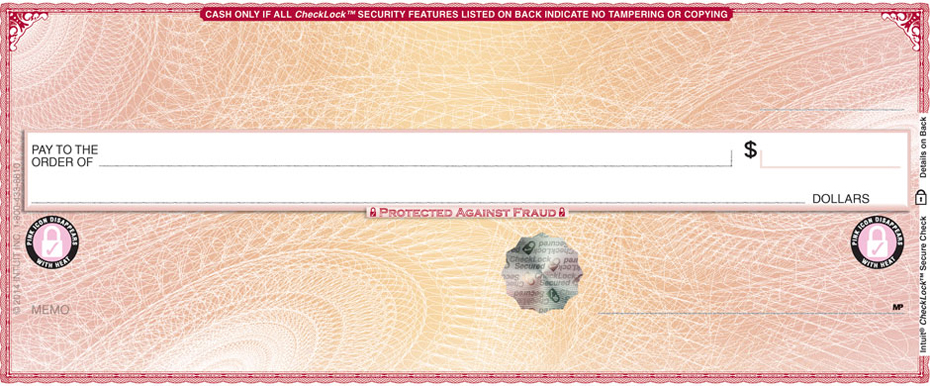 CASH ONLY IF ALL CheckLock™ SECURITY FEATURES LISTED ON BACK INDICATE NO TAMPERING OR COPYING
PAY TO THE
ORDER OF
$
DOLLARS
PROTECTED AGAINST FRAUD
PINK ICON DISAPPEARS
WITH HEAT
PINK ICON DISAPPEARS
WITH HEAT
Secured
CheckLock
Secured
MEMO
MP
© 2014 INTUIT INC.
Intuit® CheckLock™ Secure Check
Details on Back